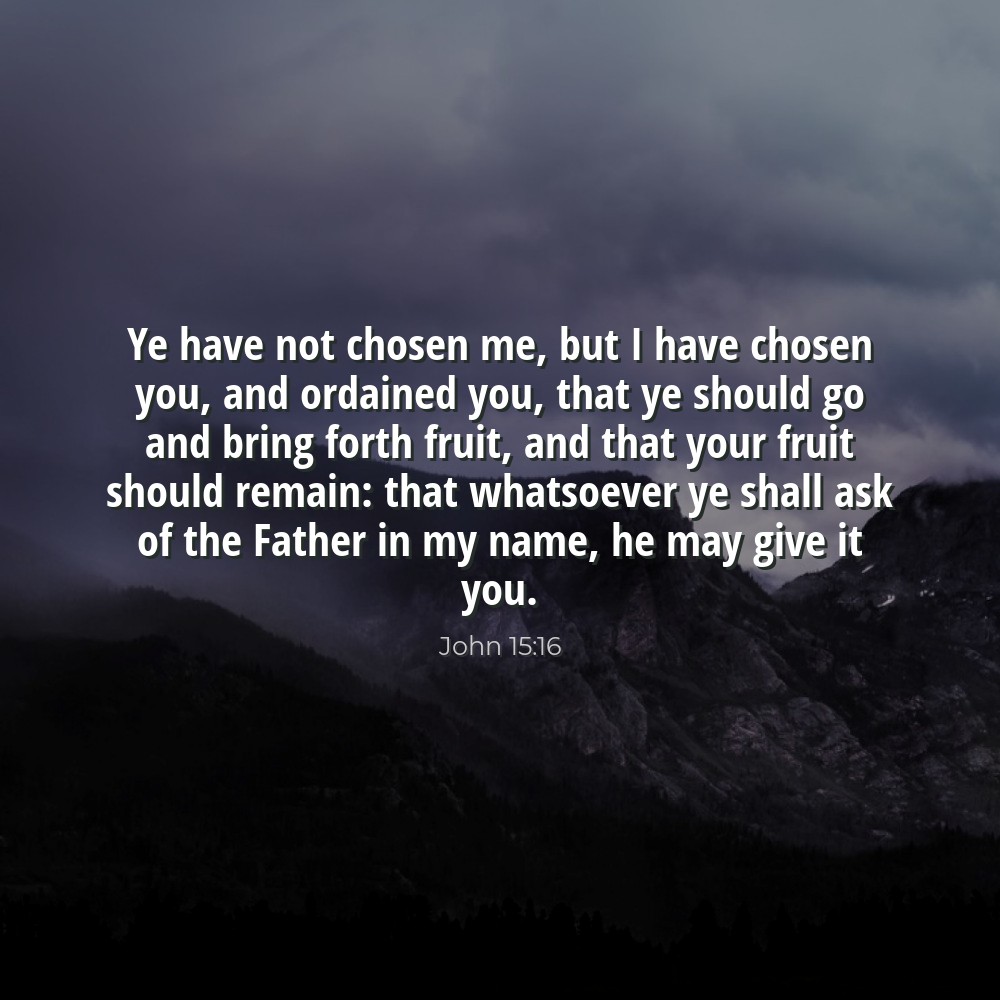 Ye have not chosen me, but I have chosen
you, and ordained you, that ye should go
and bring forth fruit, and that your fruit
should remain: that whatsoever ye shall ask
of the Father in my name, he may give it
you.
John 15:16